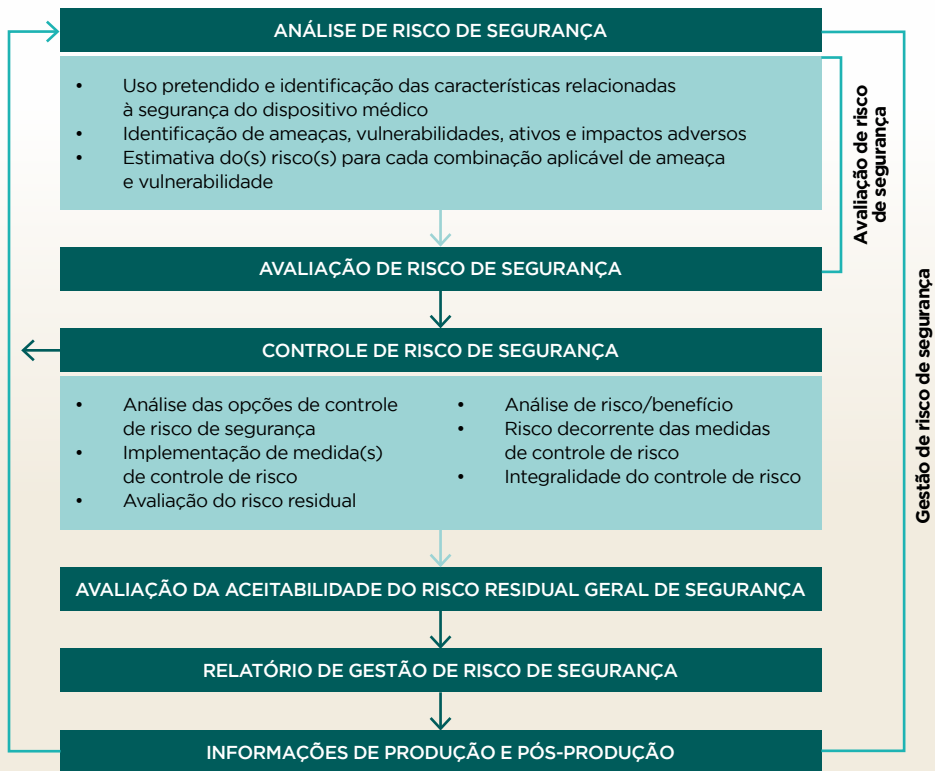 ANÁLISE DE RISCO DE SEGURANÇA
• Uso pretendido e identificação das características relacionadas
à segurança do dispositivo médico
• Identificação de ameaças, vulnerabilidades, ativos e impactos adversos
• Estimativa do(s) risco(s) para cada combinação aplicável de ameaça
e vulnerabilidade
Avaliação de risco
de segurança
AVALIAÇÃO DE RISCO DE SEGURANÇA
CONTROLE DE RISCO DE SEGURANÇA
• Análise das opções de controle
de risco de segurança
• Implementação de medida(s)
de controle de risco
• Avaliação do risco residual
• Análise de risco/benefício
• Risco decorrente das medidas
de controle de risco
• Integralidade do controle de risco
Gestão de risco de segurança
AVALIAÇÃO DA ACEITABILIDADE DO RISCO RESIDUAL GERAL DE SEGURANÇA
RELATÓRIO DE GESTÃO DE RISCO DE SEGURANÇA
INFORMAÇÕES DE PRODUÇÃO E PÓS-PRODUÇÃO